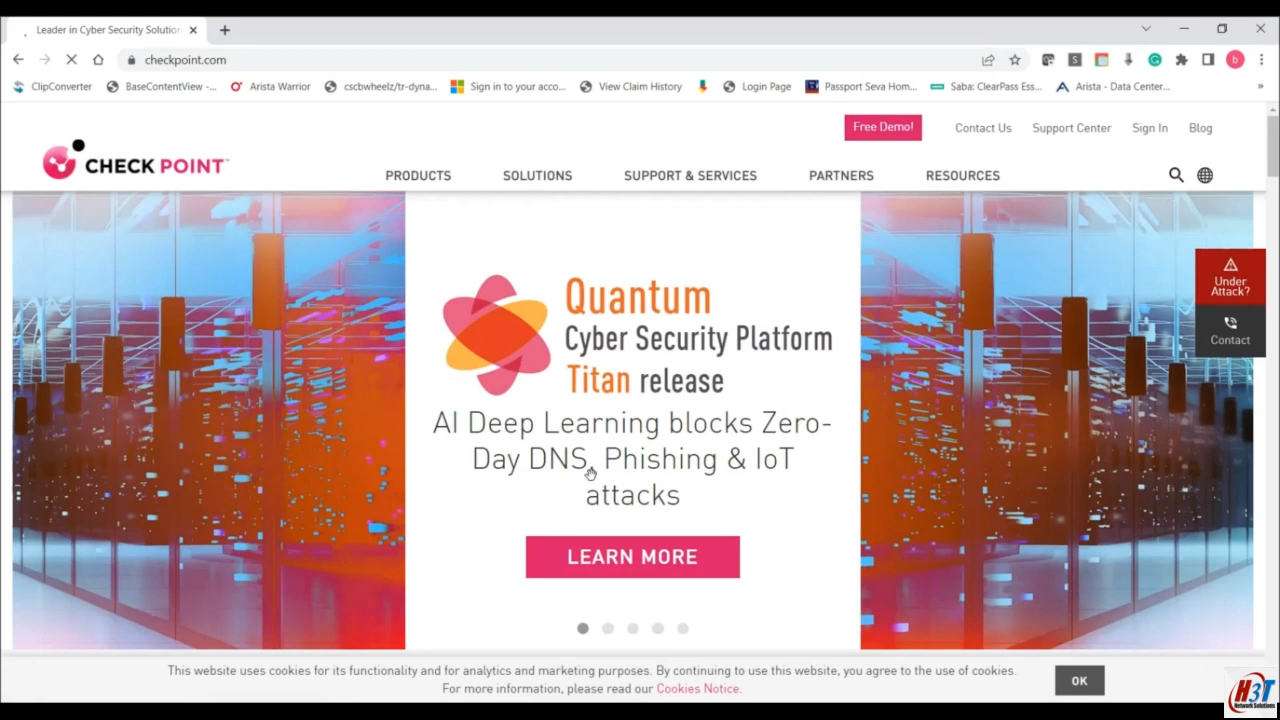 Leader in Cyber Security Solution
checkpoint.com
b
ClipConverter
BaseContentView -...
Arista Warrior
cscbwheelz/tr-dyna...
Sign in to your acco...
View Claim History
Login Page
Passport Seva Hom...
Saba: ClearPass Ess...
Arista - Data Center...
Free Demo!
Contact Us
Support Center
Sign In
Blog
CHECK POINT™
PRODUCTS
SOLUTIONS
SUPPORT & SERVICES
PARTNERS
RESOURCES
Quantum
Cyber Security Platform
Titan release
AI Deep Learning blocks Zero-
Day DNS, Phishing & IoT
attacks
LEARN MORE
Under
Attack?
Contact
This website uses cookies for its functionality and for analytics and marketing purposes. By continuing to use this website, you agree to the use of cookies.
For more information, please read our Cookies Notice.
OK
H3T
Network Solutions